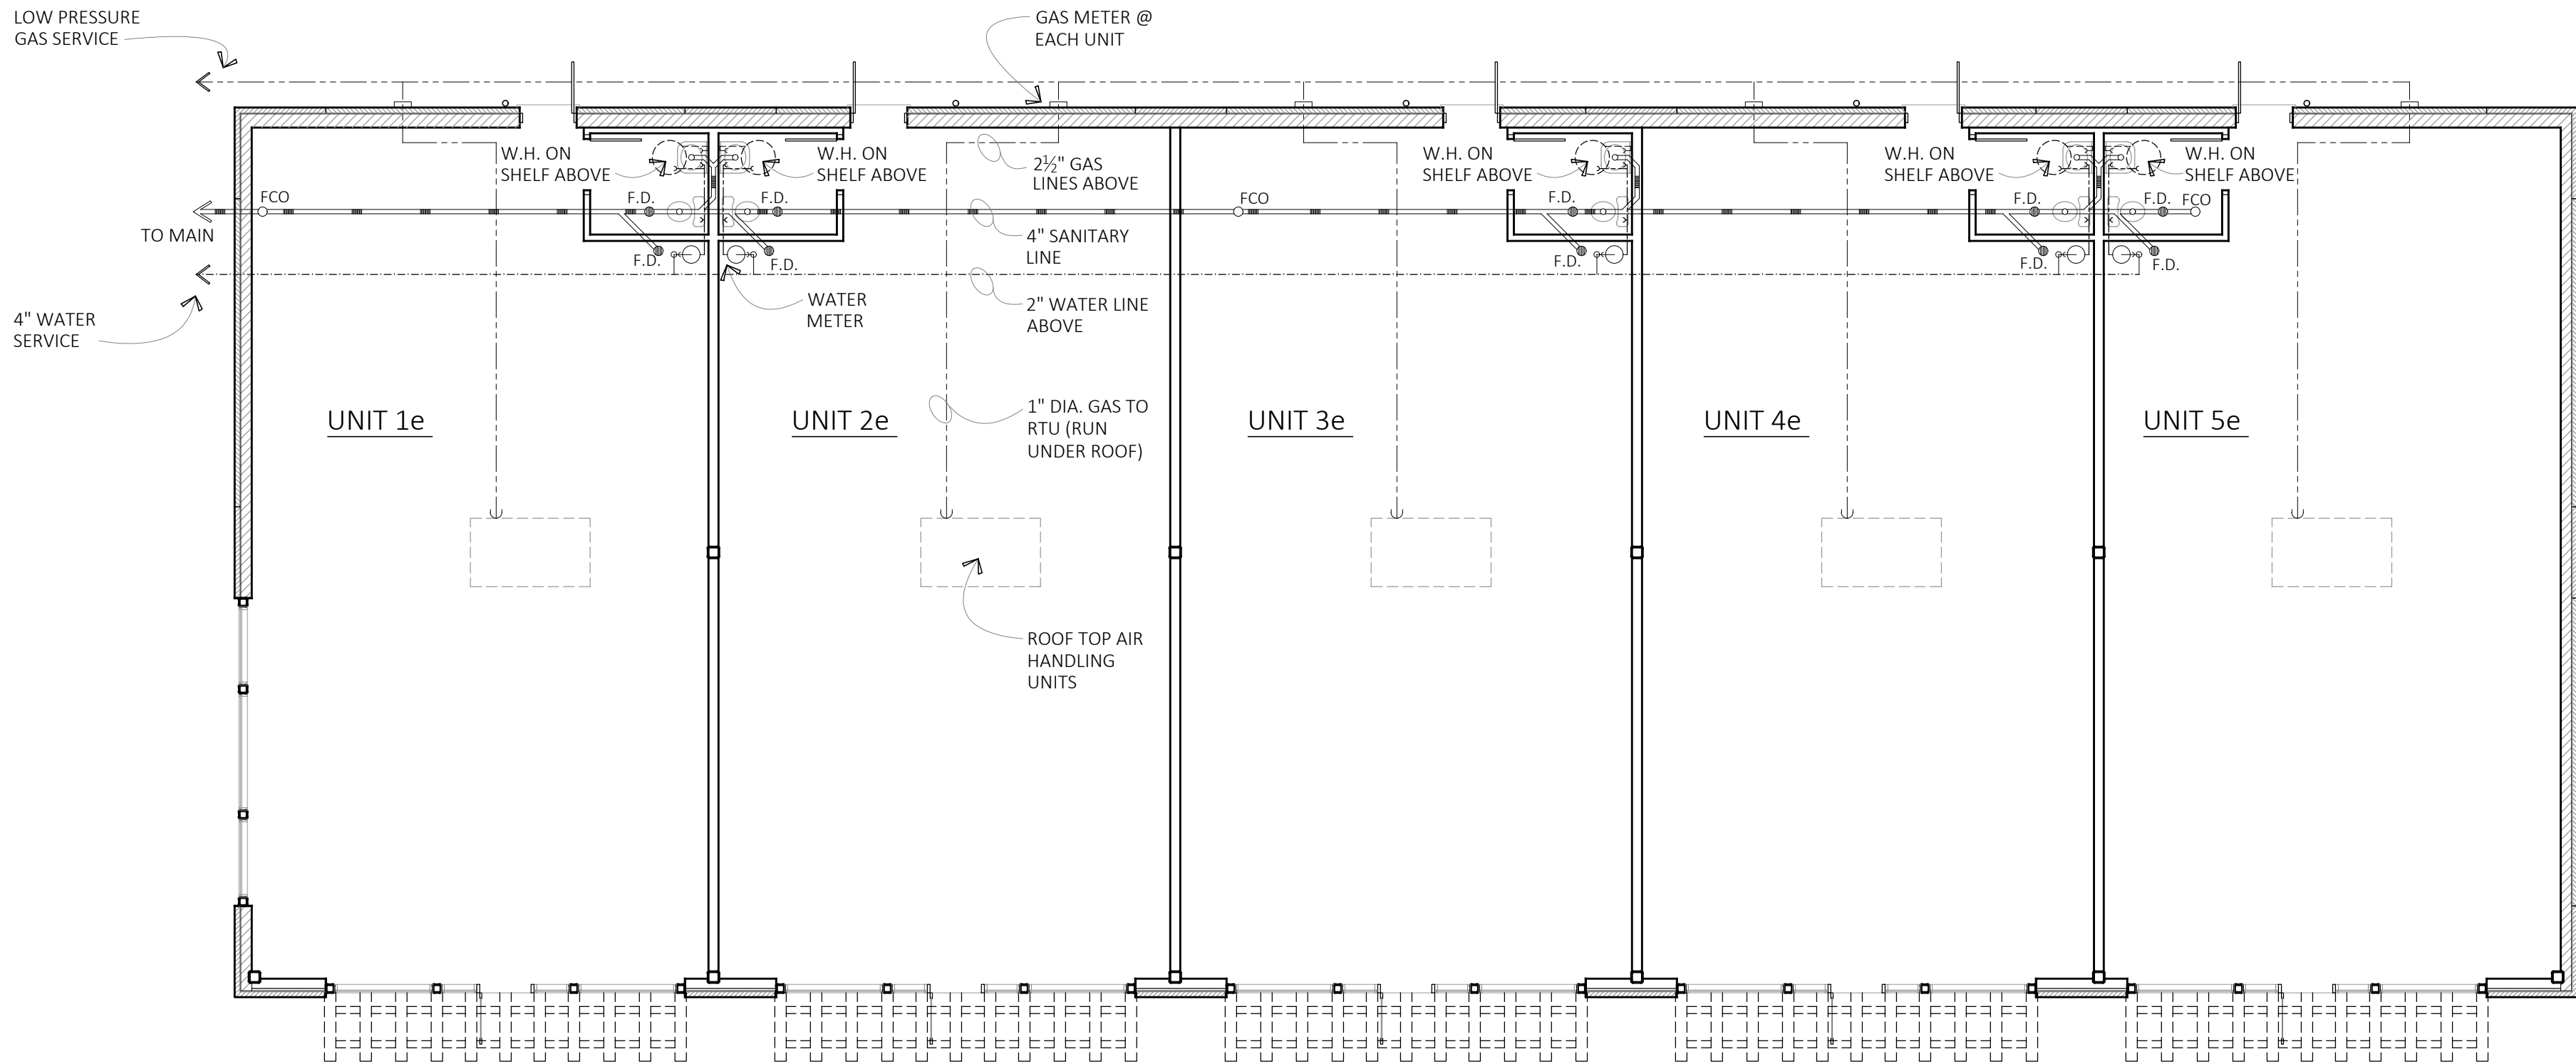 LOW PRESSURE
GAS SERVICE
GAS METER @
EACH UNIT
W.H. ON
SHELF ABOVE
W.H. ON
SHELF ABOVE
2½" GAS
LINES ABOVE
W.H. ON
SHELF ABOVE
W.H. ON
SHELF ABOVE
W.H. ON
SHELF ABOVE
FCO
F.D.
F.D.
FCO
F.D.
F.D.
F.D.
FCO
TO MAIN
4" SANITARY
LINE
F.D.
F.D.
F.D.
F.D.
F.D.
WATER
METER
2" WATER LINE
ABOVE
4" WATER
SERVICE
UNIT 1e
UNIT 2e
1" DIA. GAS TO
RTU (RUN
UNDER ROOF)
UNIT 3e
UNIT 4e
UNIT 5e
ROOF TOP AIR
HANDLING
UNITS